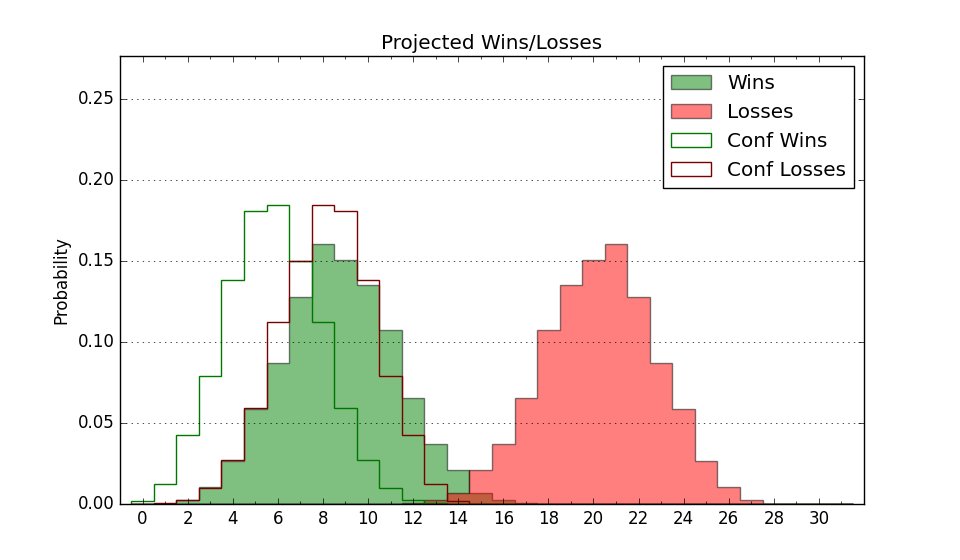 Projected Wins/Losses
Probability
0.25
0.20
0.15
0.10
0.05
0.00
0 2 4 6 8 10 12 14 16 18 20 22 24 26 28 30
Wins
Losses
Conf Wins
Conf Losses